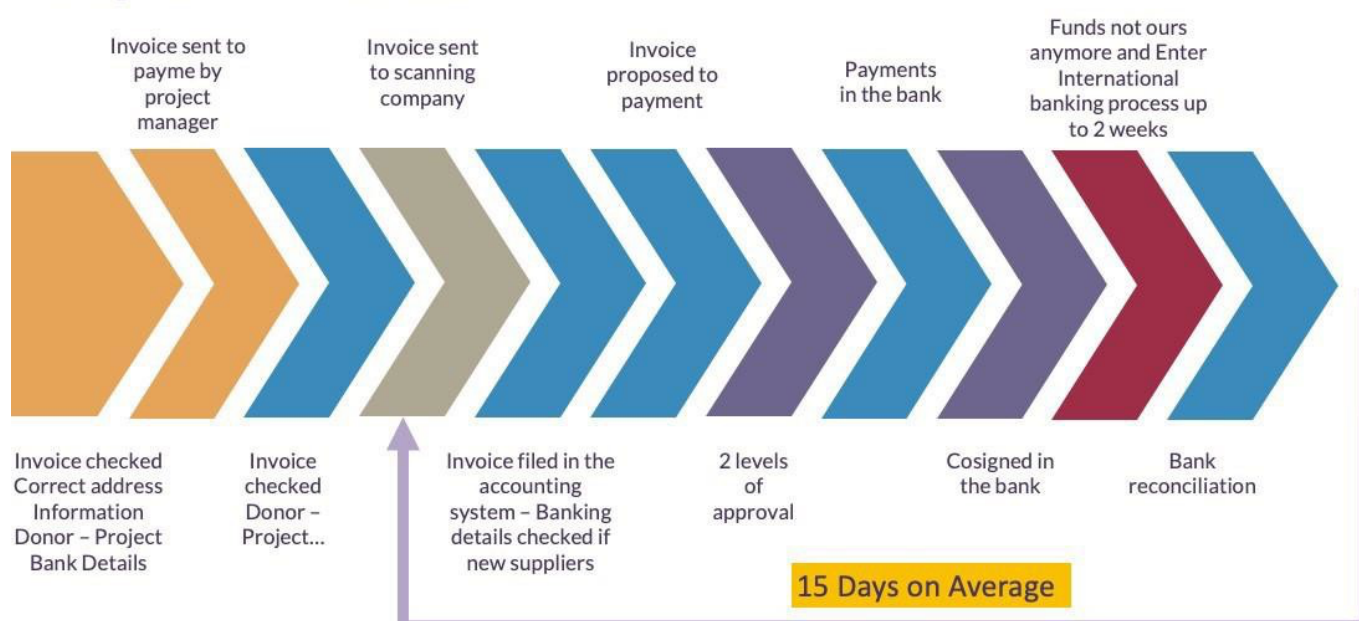 Invoice sent to
payme by
project
manager
Invoice sent
to scanning
company
Invoice
proposed to
payment
Payments
in the bank
Funds not ours
anymore and Enter
International
banking process up
to 2 weeks
Invoice checked
Correct address
Information
Donor – Project
Bank Details
Invoice
checked
Donor –
Project...
Invoice filed in the
accounting
system – Banking
details checked if
new suppliers
2 levels
of
approval
Cosigned in
the bank
Bank
reconciliation
15 Days on Average